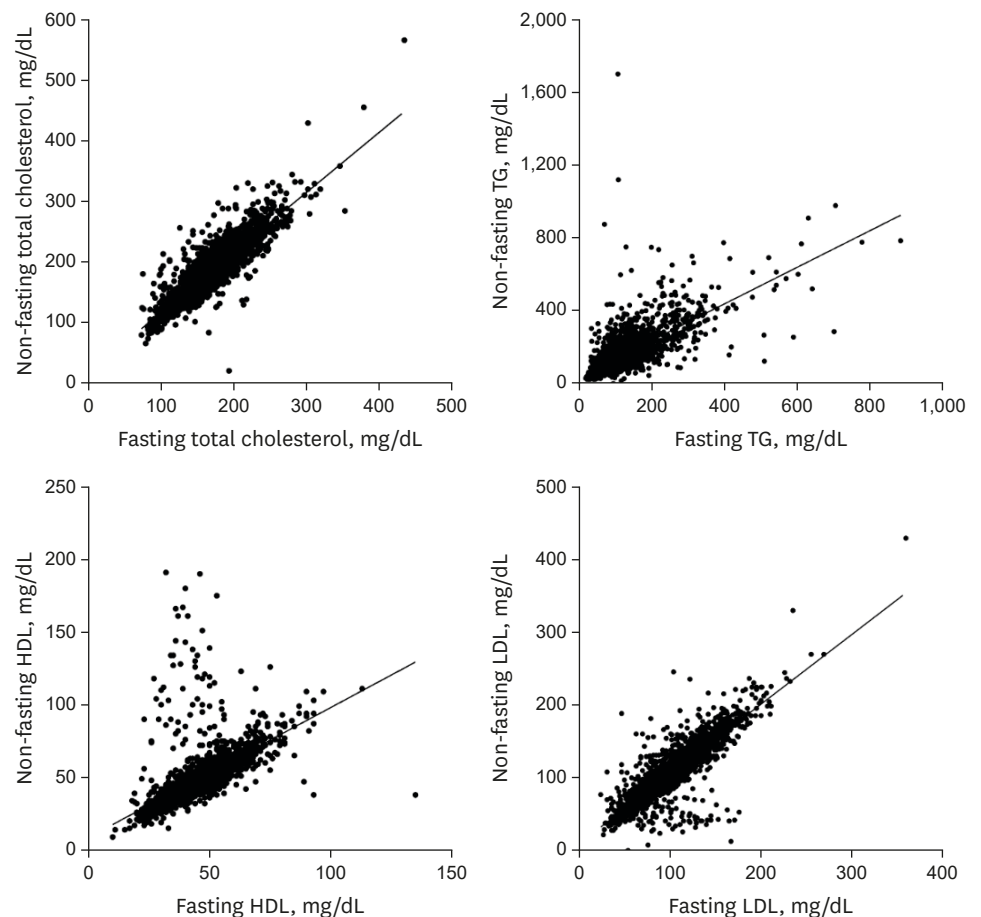 600
500
400
300
200
100
0
Non-fasting total cholesterol, mg/dL
0 100 200 300 400 500
Fasting total cholesterol, mg/dL
2,000
1,600
1,200
800
400
0
Non-fasting TG, mg/dL
0 200 400 600 800 1,000
Fasting TG, mg/dL
250
200
150
100
50
0
Non-fasting HDL, mg/dL
0 50 100 150
Fasting HDL, mg/dL
500
400
300
200
100
0
Non-fasting LDL, mg/dL
0 100 200 300 400
Fasting LDL, mg/dL